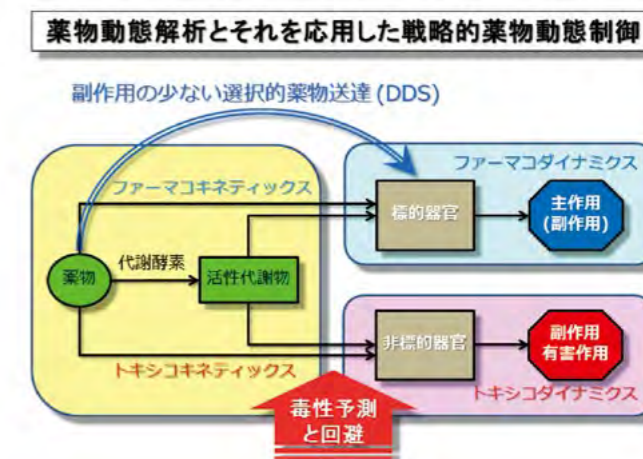 薬物動態解析とそれを応用した戦略的薬物動態制御
副作用の少ない選択的薬物送達 (DDS)
ファーマコダイナミクス
ファーマコキネティックス
標的器官
主作用
(副作用)
代謝酵素
薬物
活性代謝物
非標的器官
副作用
有害作用
トキシコキネティックス
トキシコダイナミクス
毒性予測
と回避